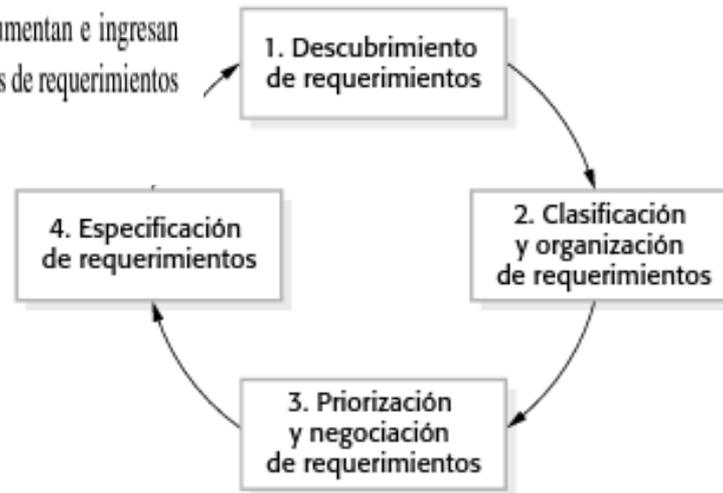 e ingresan
de requerimientos
1. Descubrimiento
de requerimientos
2. Clasificación
y organización
de requerimientos
3. Priorización
y negociación
de requerimientos
4. Especificación
de requerimientos